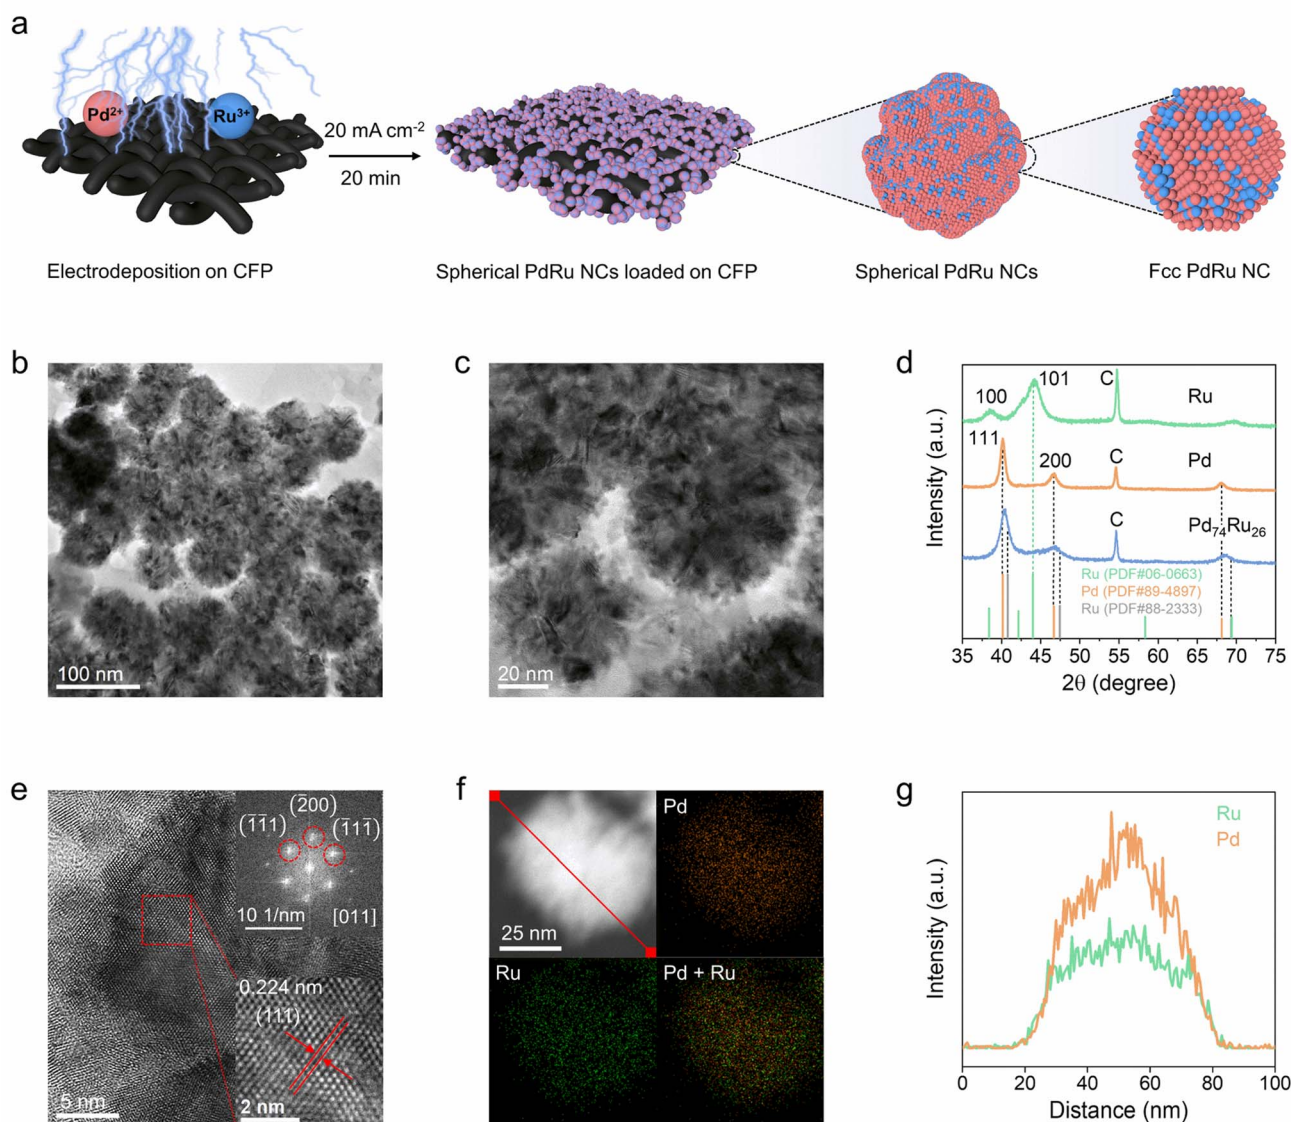 a
Pd²⁺
Ru³⁺
20 mA cm⁻²
20 min
Electrodeposition on CFP
Spherical PdRu NCs loaded on CFP
Spherical PdRu NCs
Fcc PdRu NC
b
100 nm
c
20 nm
d
Intensity (a.u.)
100
101
C
Ru
111
200
C
Pd
C
Pd₇₄Ru₂₆
Ru (PDF#06-0663)
Pd (PDF#89-4897)
Ru (PDF#88-2333)
35 40 45 50 55 60 65 70 75
2θ (degree)
e
(2̅00)
(1̅1̅1) (1̅11̅)
10 1/nm
[011]
0.224 nm
(111)
5 nm
2 nm
f
25 nm
Pd
Ru
Pd + Ru
g
Intensity (a.u.)
Ru
Pd
0 20 40 60 80 100
Distance (nm)